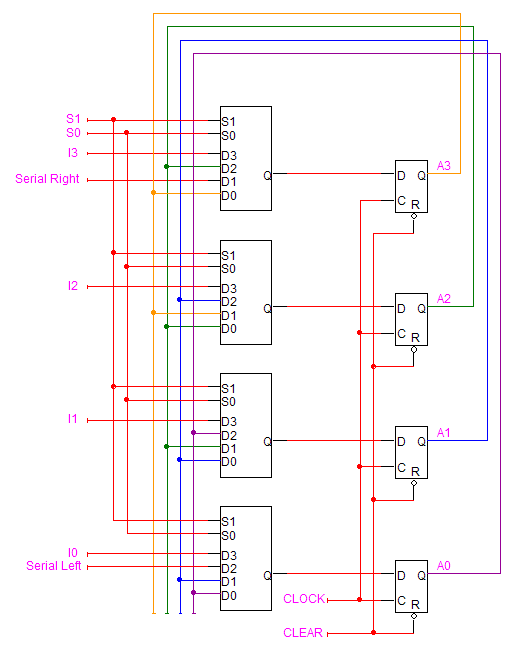 A3
S1 S1
S0 S0
I3 D3
D2
Serial Right D1 Q D Q
D0
C
R
A2
S1
S0
I2 D3
D2
D1 Q D Q
D0
C
R
A1
S1
S0
I1 D3
D2
D1 Q D Q
D0
C
R
S1
S0
I0 D3
Serial Left D2 A0
D1 Q D Q
D0
CLOCK C
R
CLEAR